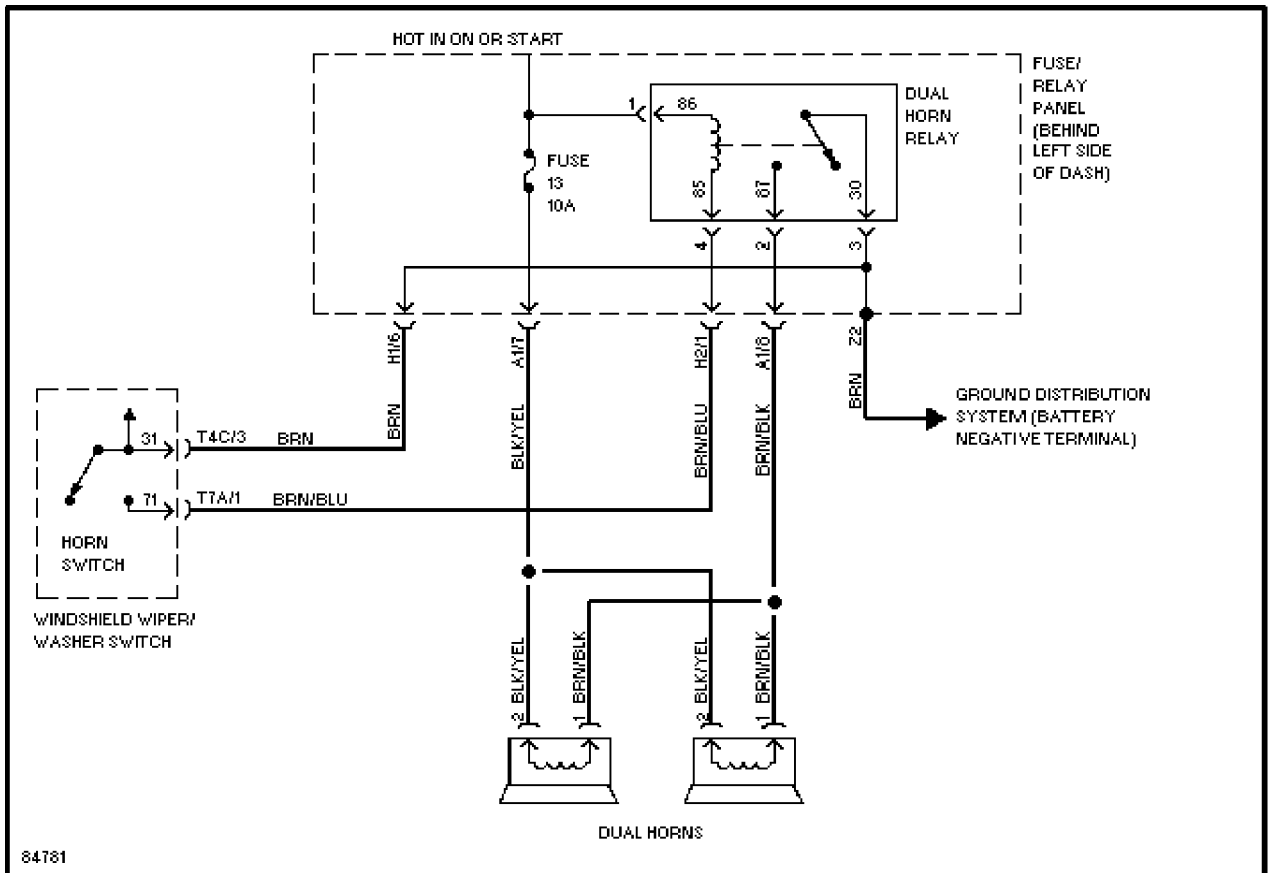 HOT IN ON OR START
FUSE/
RELAY
PANEL
(BEHIND
LEFT SIDE
OF DASH)
DUAL
HORN
RELAY
1
86
FUSE
13
10A
85
87
30
4
2
3
H1/6
A1/7
H2/1
A1/8
Z2
BRN
BLK/YEL
BRN/BLU
BRN/BLK
BRN
GROUND DISTRIBUTION
SYSTEM (BATTERY
NEGATIVE TERMINAL)
31
T4C/3
BRN
71
T7A/1
BRN/BLU
HORN
SWITCH
WINDSHIELD WIPER/
WASHER SWITCH
2 BLK/YEL
1 BRN/BLK
2 BLK/YEL
1 BRN/BLK
DUAL HORNS
84781